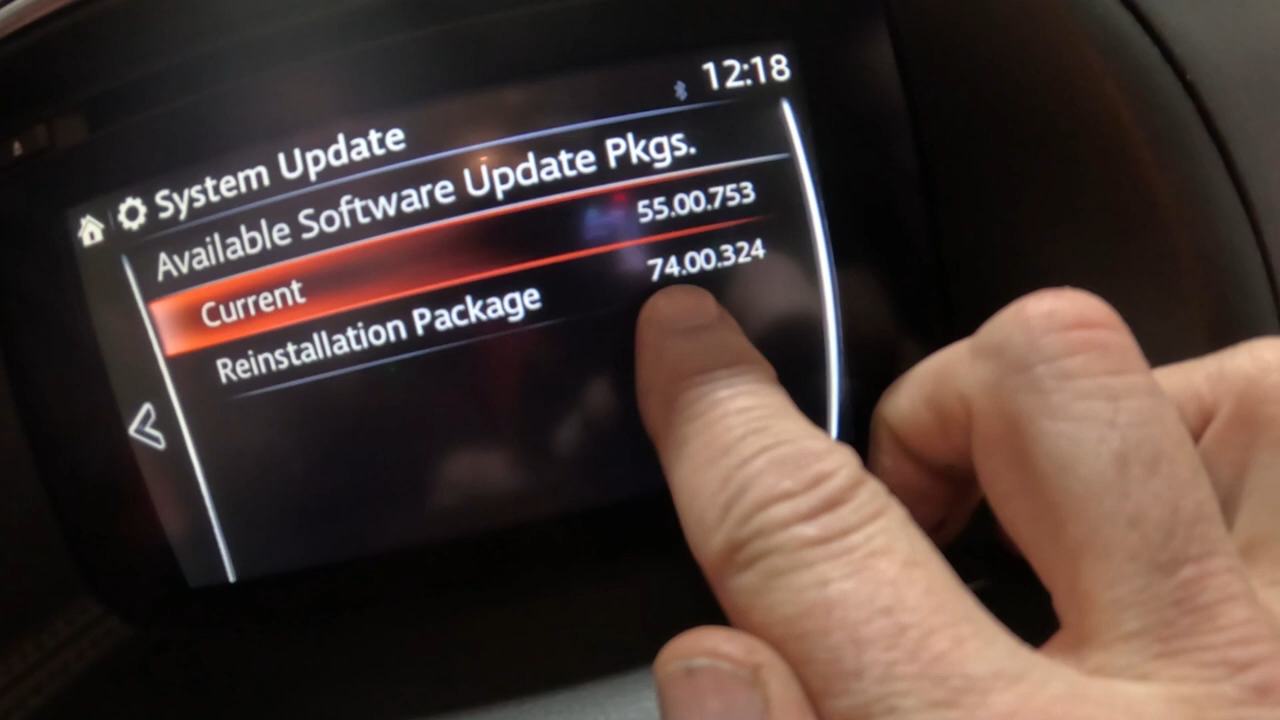 12:18
System Update
Available Software Update Pkgs.
Current 55.00.753
Reinstallation Package 74.00.324